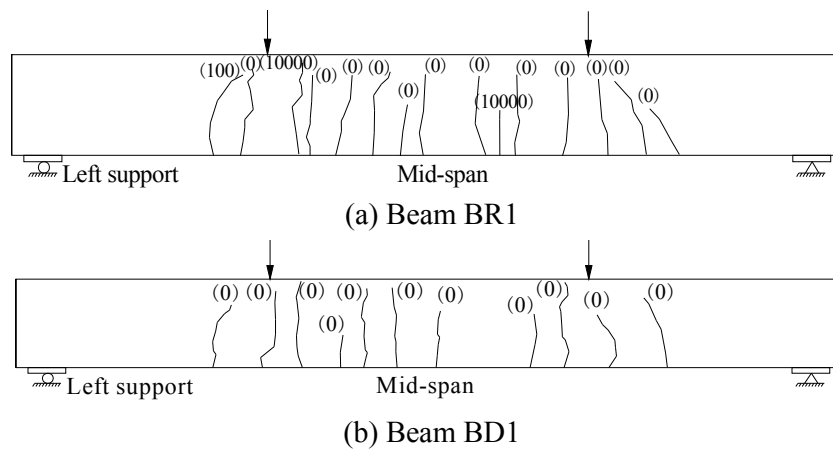 (100) (0) (10000) (0) (0) (0) (0) (0) (0) (10000) (0) (0) (0) (0) (0)
Left support Mid-span
(a) Beam BR1
(0) (0) (0) (0) (0) (0) (0) (0) (0) (0) (0)
Left support Mid-span
(b) Beam BD1